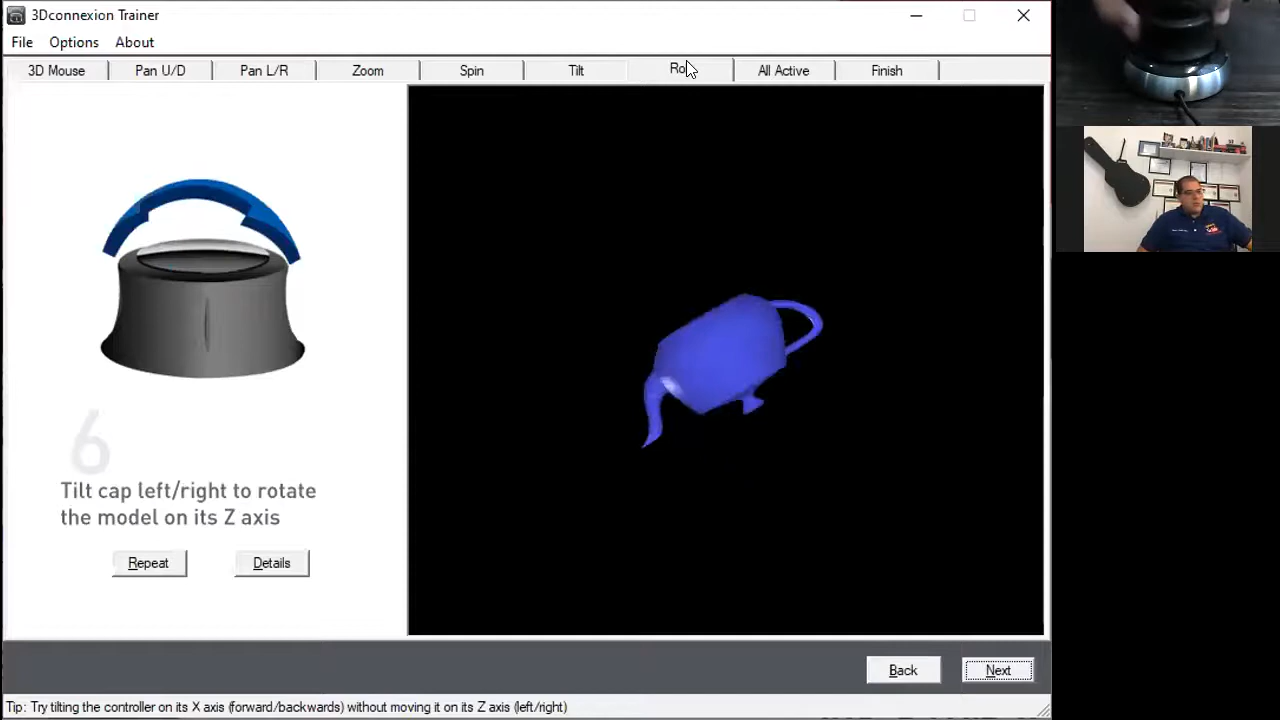 3Dconnexion Trainer
File Options About
3D Mouse Pan U/D Pan L/R Zoom Spin Tilt Ro All Active Finish
6
Tilt cap left/right to rotate
the model on its Z axis
Repeat Details
Back Next
Tip: Try tilting the controller on its X axis (forward/backwards) without moving it on its Z axis (left/right)